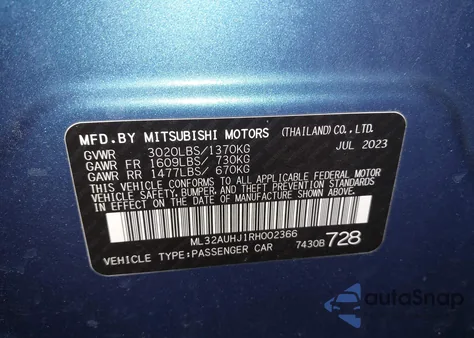 MFD.BY MITSUBISHI MOTORS (THAILAND)CO.,LTD.
GVWR 3020LBS/1370KG JUL 2023
GAWR FR 1609LBS/ 730KG
GAWR RR 1477LBS/ 670KG
THIS VEHICLE CONFORMS TO ALL APPLICABLE FEDERAL MOTOR VEHICLE
SAFETY, BUMPER, AND THEFT PREVENTION STANDARDS
IN EFFECT ON THE DATE OF MANUFACTURE SHOWN ABOVE.
ML32AUHJ1RH002366
VEHICLE TYPE:PASSENGER CAR 7430B 728
autoSnap